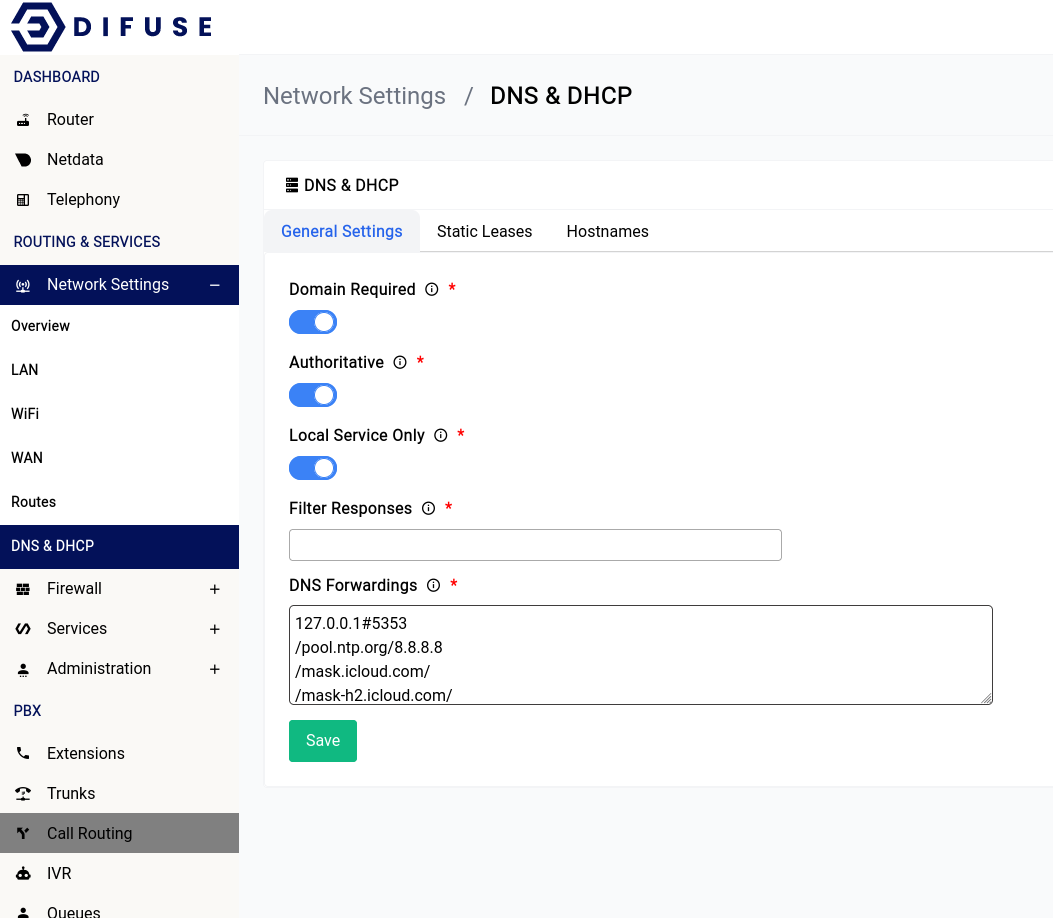 DIFUSE
DASHBOARD
Router
Netdata
Telephony
ROUTING & SERVICES
Network Settings
Overview
LAN
WiFi
WAN
Routes
DNS & DHCP
Firewall
Services
Administration
PBX
Extensions
Trunks
Call Routing
IVR
Queues
Network Settings / DNS & DHCP
DNS & DHCP
General Settings Static Leases Hostnames
Domain Required *
Authoritative *
Local Service Only *
Filter Responses *
DNS Forwardings *
127.0.0.1#5353
/pool.ntp.org/8.8.8.8
/mask.icloud.com/
/mask-h2.icloud.com/
Save